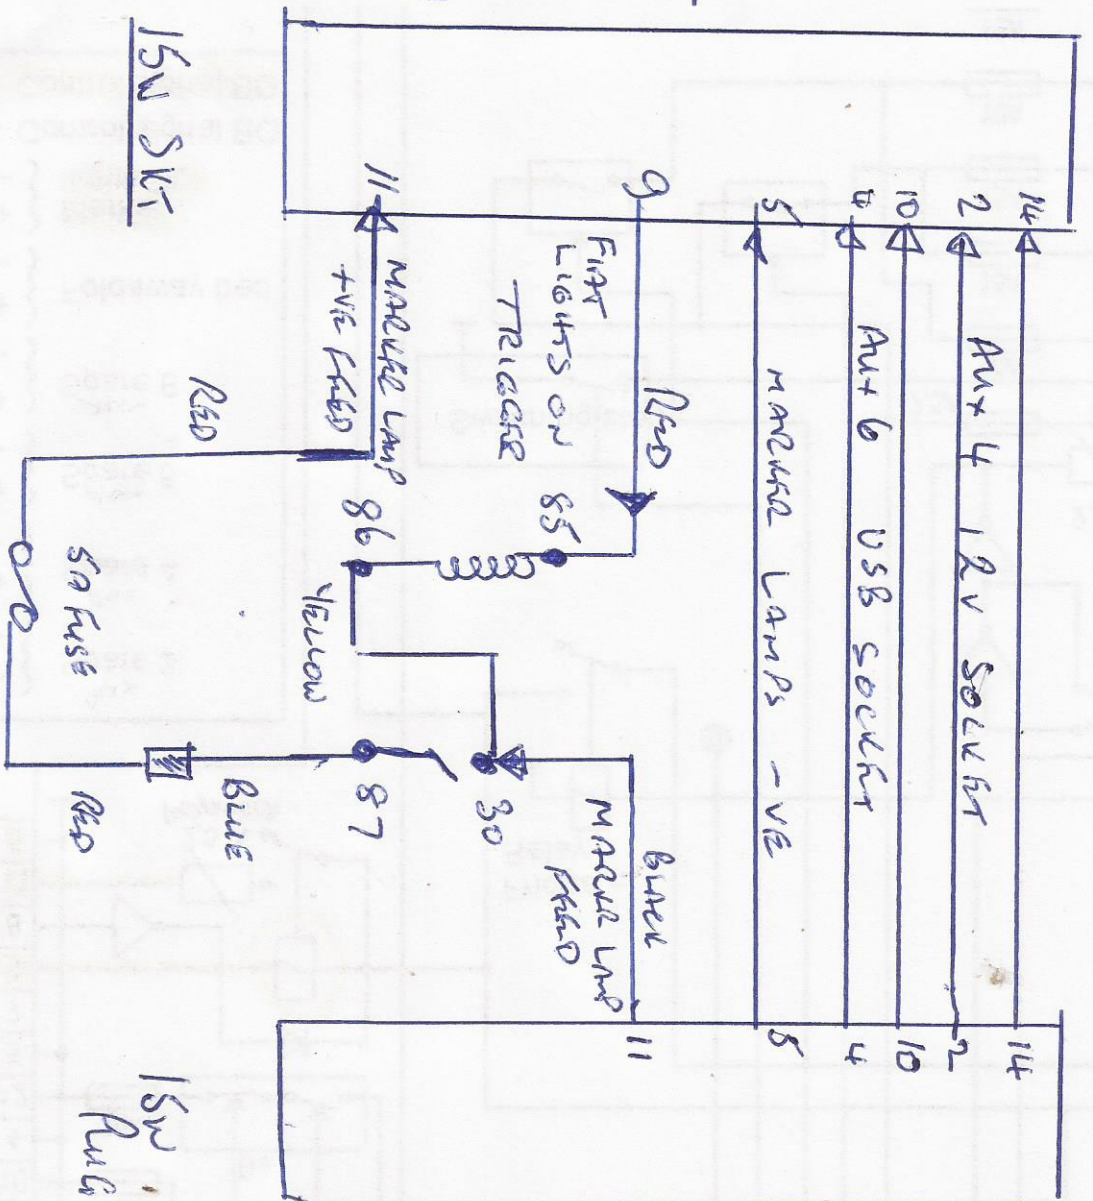 15W SKT
11
9
5
4
10
2
14
MARKER LAMP
+VE FEED
FIAT
LIGHTS ON
TRIGGER
RED
MARKER LAMPS -VE
AUX 6 USB SOCKET
AUX 4 12V SOCKET
RED
86
85
YELLOW
5A FUSE
RED
BLUE
87
30
BLACK
MARKER LAMP
FEED
11
5
4
10
2
14
15W
PLUG